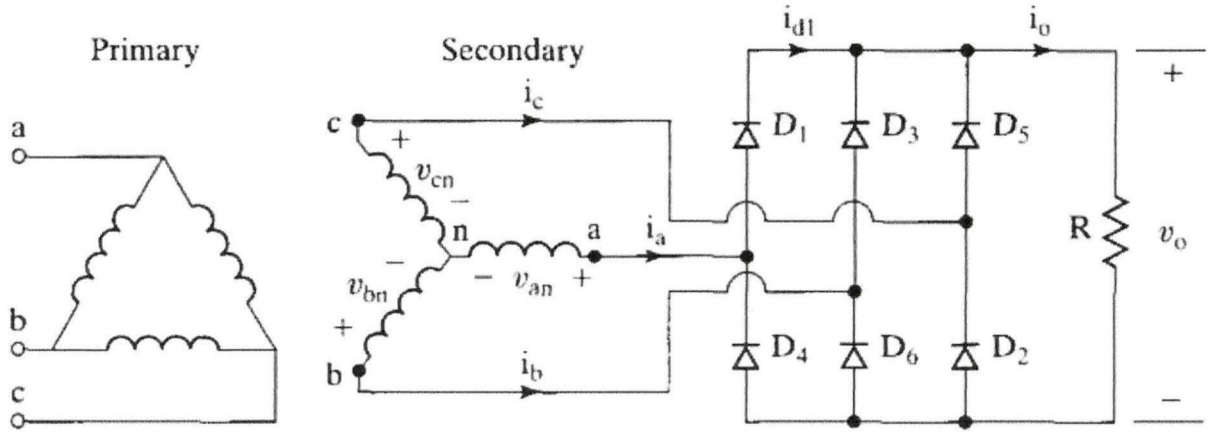 Primary
Secondary
a
b
c
c
i_c
+
v_cn
−
n
a
i_a
−
v_an
+
−
v_bn
+
b
i_b
i_d1
i_o
D_1
D_3
D_5
D_4
D_6
D_2
R
+
v_o
−